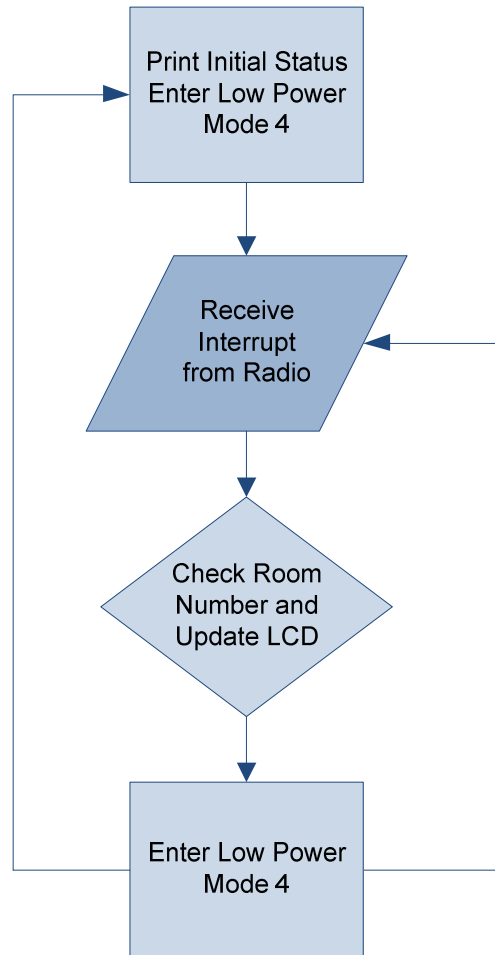 Print Initial Status
Enter Low Power
Mode 4
Receive
Interrupt
from Radio
Check Room
Number and
Update LCD
Enter Low Power
Mode 4